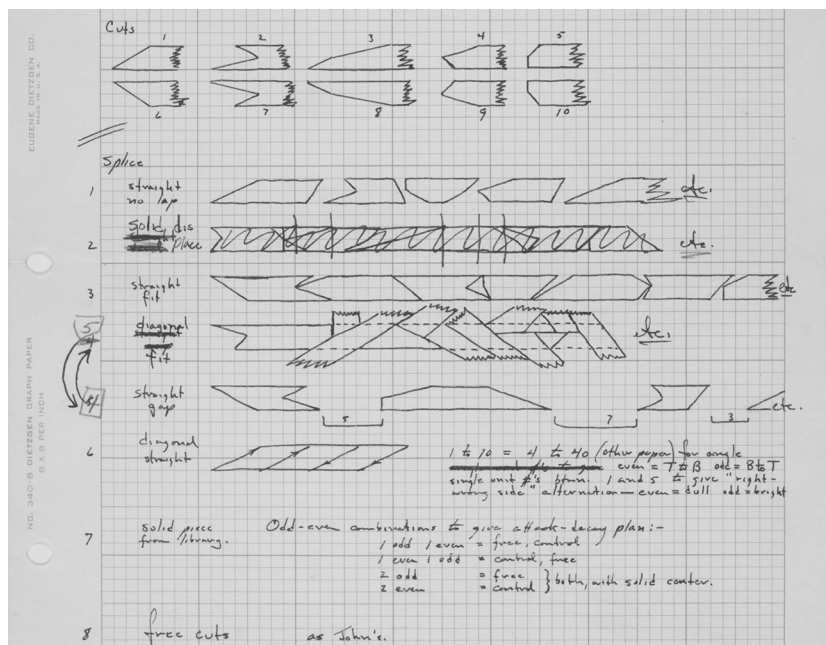 EUGENE DIETZGEN CO.
MADE IN U.S.A.
NO. 340-8 DIETZGEN GRAPH PAPER
8 X 8 PER INCH
Cuts
1 2 3 4 5
6 7 8 9 10
Splice
1 straight no lap etc.
2 solid, displace etc.
3 straight fit etc.
5 diagonal fit etc.
4 straight gap 5 7 3 etc.
6 diagonal straight
1 to 10 = 4 to 40 (other paper) for angle
even = T to B odd = B to T
single unit #'s btwn. 1 and 5 to give "right-
wrong side" alternation — even = dull odd = bright
7 solid piece from library.
Odd-even combinations to give attack-decay plan:-
1 odd 1 even = free, control
1 even 1 odd = control, free
2 odd = free
2 even = control } both, with solid center.
8 free cuts as John's.